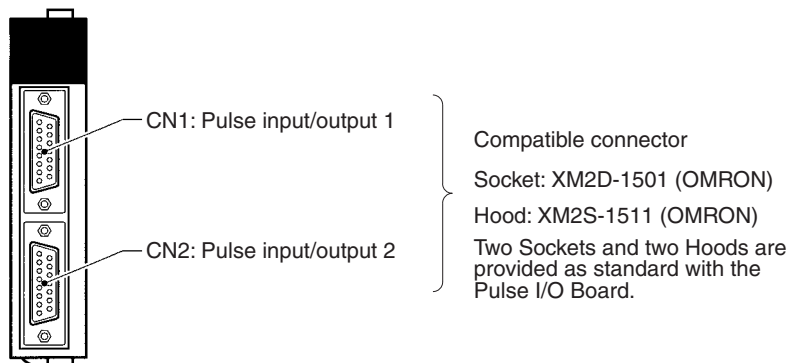 CN1: Pulse input/output 1
CN2: Pulse input/output 2
Compatible connector
Socket: XM2D-1501 (OMRON)
Hood: XM2S-1511 (OMRON)
Two Sockets and two Hoods are
provided as standard with the
Pulse I/O Board.